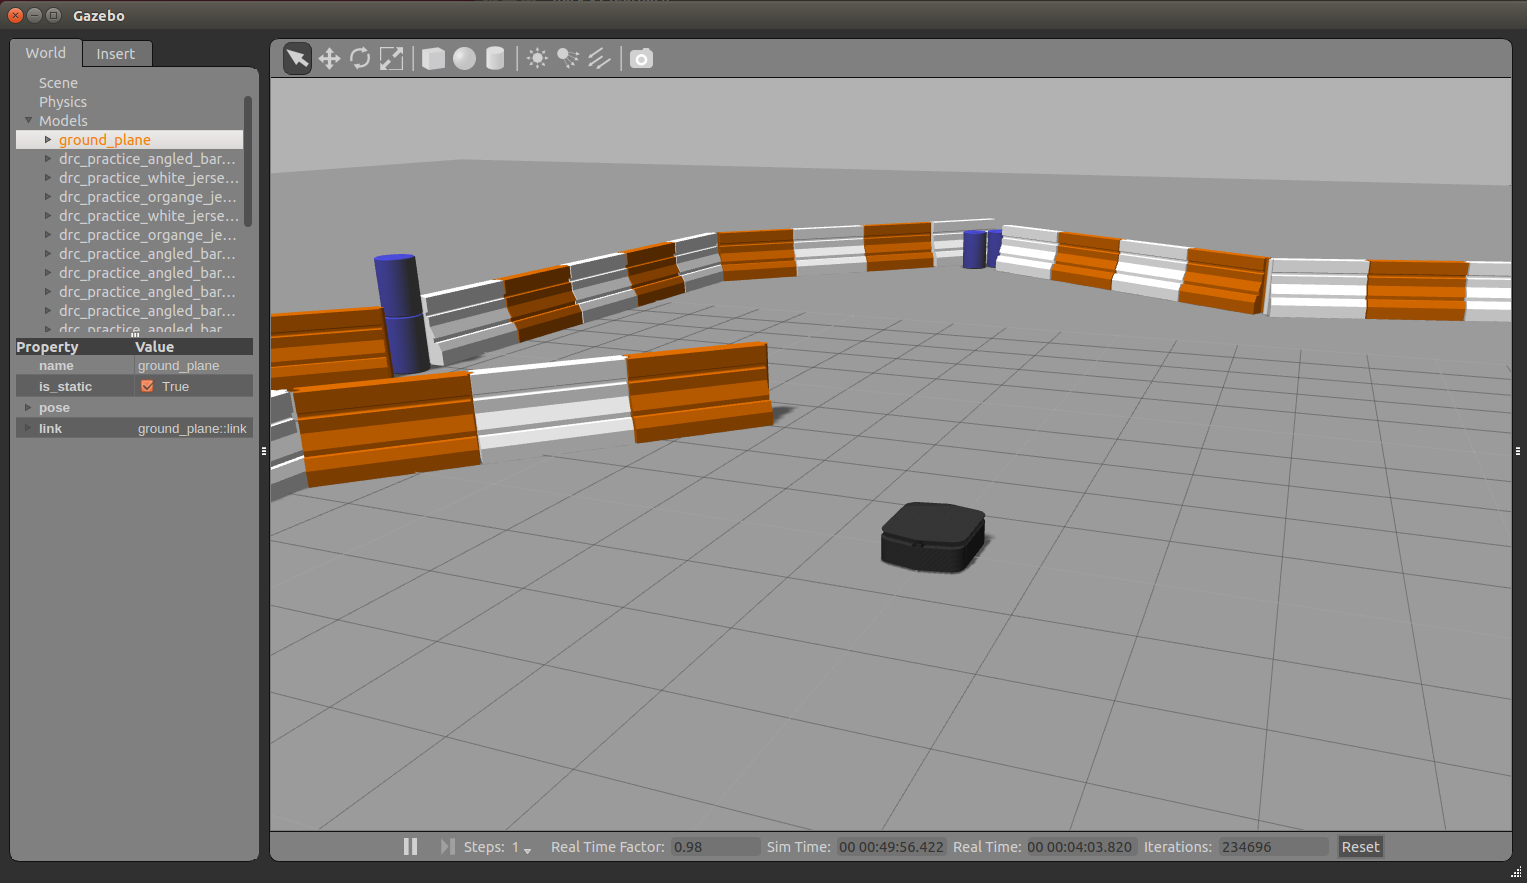 Gazebo
World Insert
Scene
Physics
Models
ground_plane
drc_practice_angled_bar...
drc_practice_white_jerse...
drc_practice_organge_je...
drc_practice_white_jerse...
drc_practice_organge_je...
drc_practice_angled_bar...
drc_practice_angled_bar...
drc_practice_angled_bar...
drc_practice_angled_bar...
drc_practice_angled_bar
Property Value
name ground_plane
is_static True
pose
link ground_plane::link
Steps: 1 Real Time Factor: 0.98 Sim Time: 00 00:49:56.422 Real Time: 00 00:04:03.820 Iterations: 234696 Reset